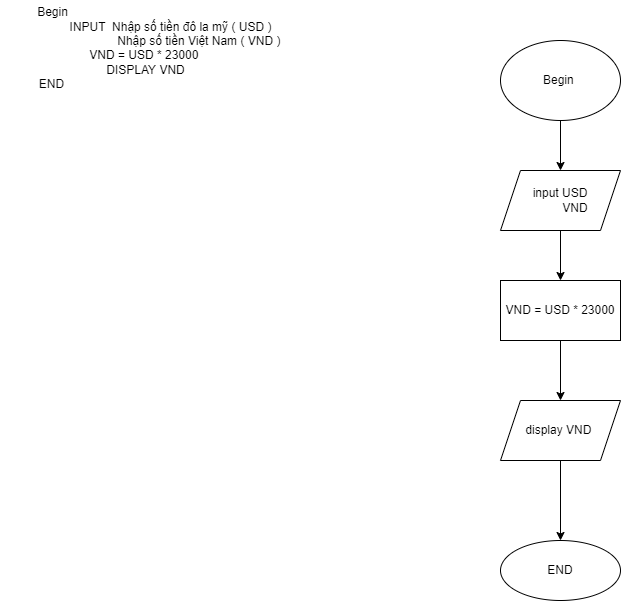 Begin
INPUT Nhập số tiền đô la mỹ ( USD )
Nhập số tiền Việt Nam ( VND )
VND = USD * 23000
DISPLAY VND
END
Begin
input USD
VND
VND = USD * 23000
display VND
END